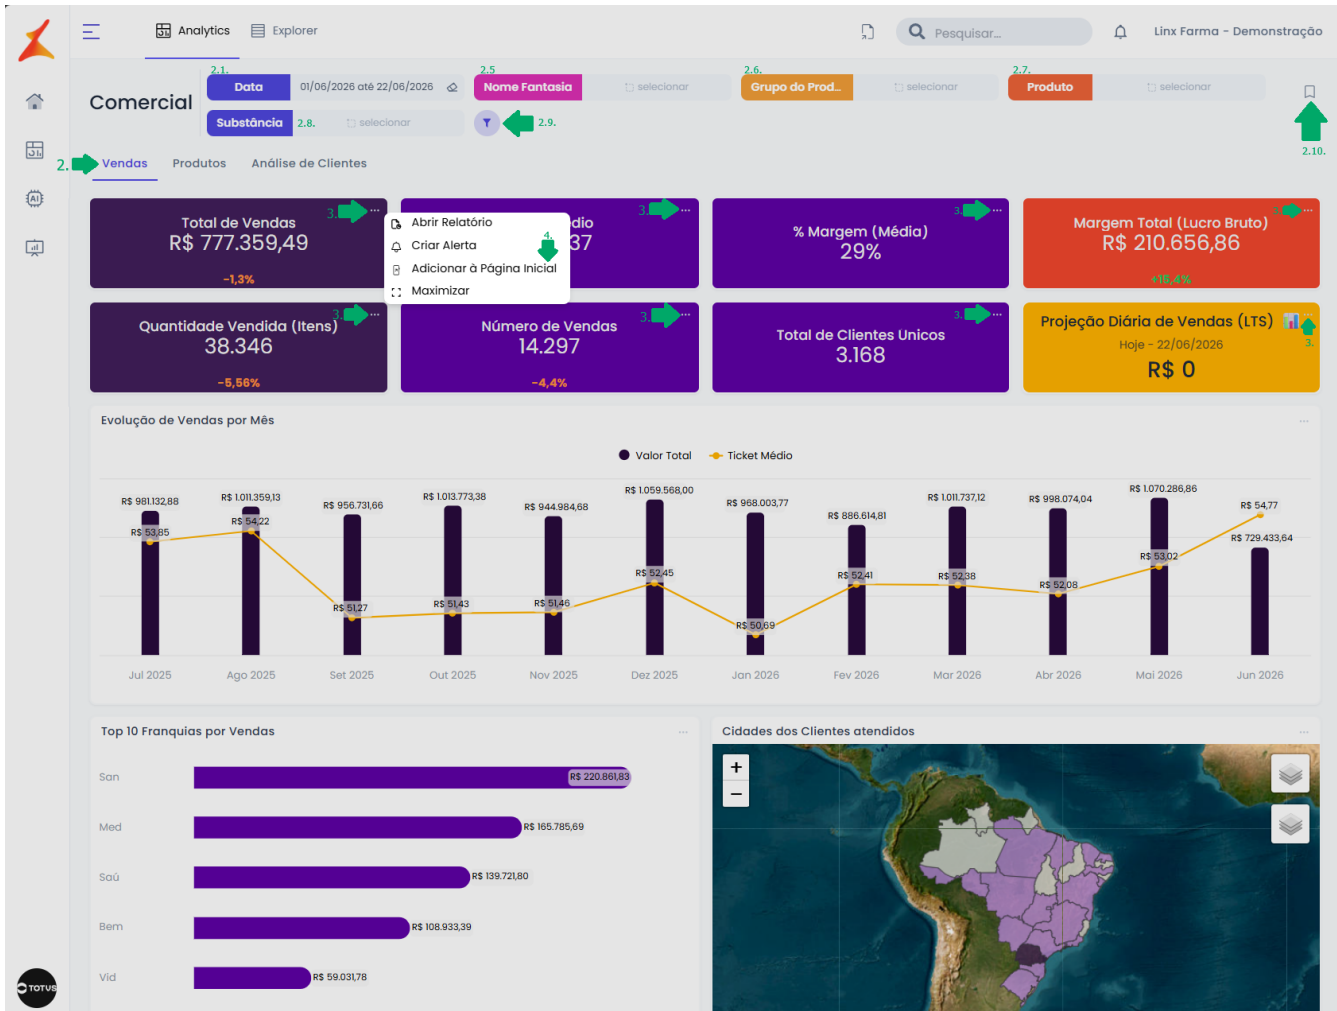 Analytics
Explorer
Pesquisar...
Linx Farma - Demonstração
Comercial
2.1.
Data
01/06/2026 até 22/06/2026
2.5
Nome Fantasia
selecionar
2.6.
Grupo do Prod...
selecionar
2.7.
Produto
selecionar
Substância
2.8.
selecionar
2.9.
2.10.
2.
Vendas
Produtos
Análise de Clientes
Total de Vendas
3.
R$ 777.359,49
-1,3%
Abrir Relatório
Criar Alerta
4.
Adicionar à Página Inicial
Maximizar
3.
37
3.
% Margem (Média)
29%
Margem Total (Lucro Bruto)
R$ 210.656,86
+15,4%
3.
Quantidade Vendida (Itens)
38.346
-5,56%
3.
Número de Vendas
14.297
-4,4%
3.
Total de Clientes Unicos
3.168
Projeção Diária de Vendas (LTS)
3.
Hoje - 22/06/2026
R$ 0
Evolução de Vendas por Mês
Valor Total
Ticket Médio
R$ 981.132,88
R$ 1.011.359,13
R$ 956.731,66
R$ 1.013.773,38
R$ 944.984,68
R$ 1.059.568,00
R$ 968.003,77
R$ 886.614,81
R$ 1.011.737,12
R$ 998.074,04
R$ 1.070.286,86
R$ 729.433,64
R$ 53,85
R$ 54,22
R$ 51,27
R$ 51,43
R$ 51,46
R$ 52,45
R$ 50,69
R$ 52,41
R$ 52,38
R$ 52,08
R$ 53,02
R$ 54,77
Jul 2025
Ago 2025
Set 2025
Out 2025
Nov 2025
Dez 2025
Jan 2026
Fev 2026
Mar 2026
Abr 2026
Mai 2026
Jun 2026
Top 10 Franquias por Vendas
San
R$ 220.861,83
Med
R$ 165.785,69
Saú
R$ 139.721,80
Bem
R$ 108.933,39
Vid
R$ 59.031,78
Cidades dos Clientes atendidos
+
−
TOTVS